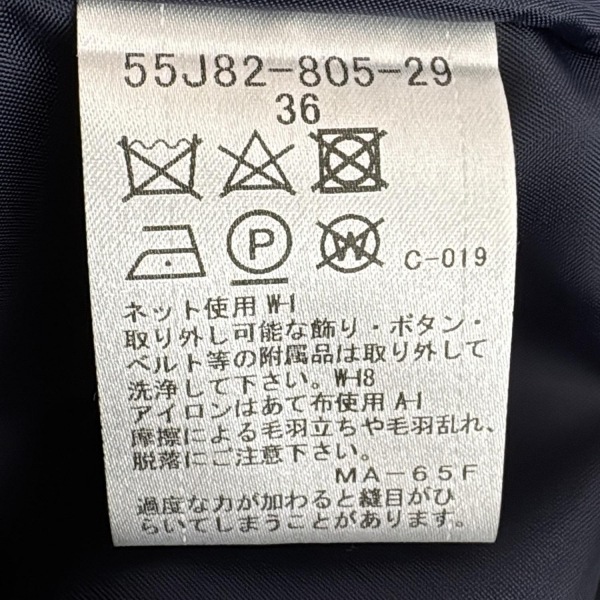 55J82-805-29
36
P
W
C-019
ネット使用 W-1
取り外し可能な飾り・ボタン・
ベルト等の附属品は取り外して
洗浄して下さい。W-18
アイロンはあて布使用 A-1
摩擦による毛羽立ちや毛羽乱れ、
脱落にご注意下さい。
MA-65F
過度な力が加わると縫目がひ
らいてしまうことがあります。